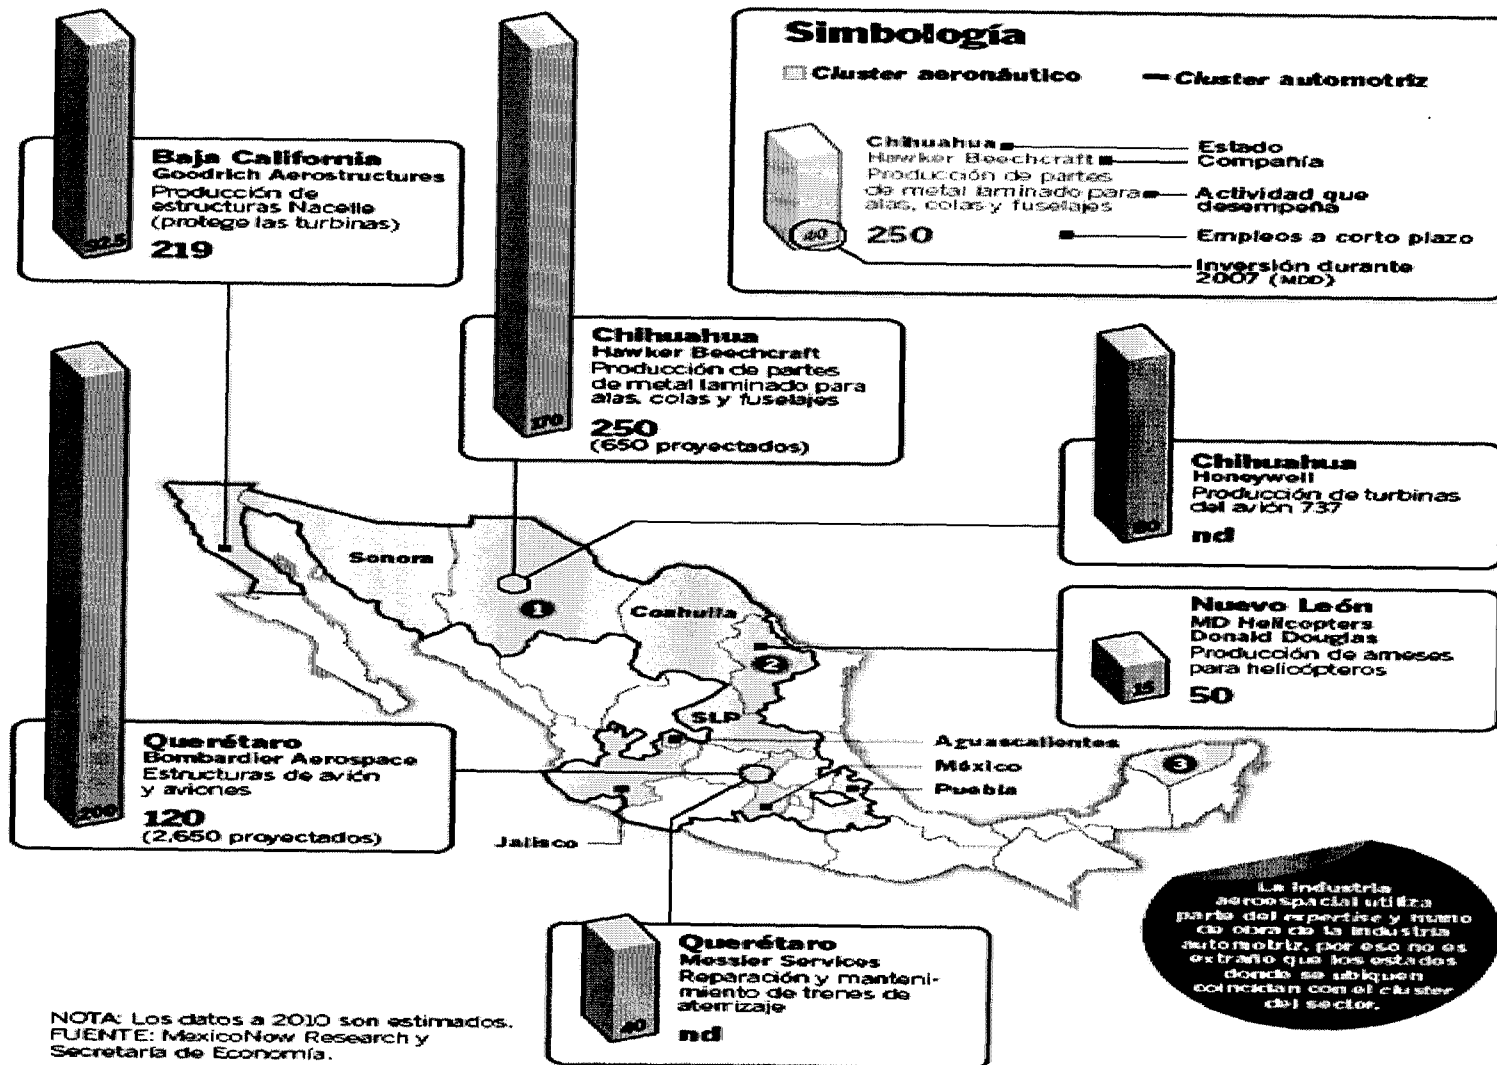 Simbología
Cluster aeronáutico
Cluster automotriz
Chihuahua
Hawker Beechcraft
Producción de partes
de metal laminado para
alas, colas y fuselajes
40
250
Estado
Compañía
Actividad que
desempeña
Empleos a corto plazo
Inversión durante
2007 (MDD)
92.5
Baja California
Goodrich Aerostructures
Producción de
estructuras Nacelle
(protege las turbinas)
219
170
Chihuahua
Hawker Beechcraft
Producción de partes
de metal laminado para
alas, colas y fuselajes
250
(650 proyectados)
Chihuahua
Honeywell
Producción de turbinas
del avión 737
nd
15
Nuevo León
MD Helicopters
Donald Douglas
Producción de arneses
para helicópteros
50
200
Querétaro
Bombardier Aerospace
Estructuras de avión
y aviones
120
(2,650 proyectados)
Sonora
1
Coahuila
2
SLP
Aguascalientes
México
Puebla
3
Jalisco
40
Querétaro
Messier Services
Reparación y manteni-
miento de trenes de
aterrizaje
nd
La industria
aeroespacial utiliza
parte del expertise y mano
de obra de la industria
automotriz, por eso no es
extraño que los estados
donde se ubiquen
coincidan con el cluster
del sector.
NOTA: Los datos a 2010 son estimados.
FUENTE: MexicoNow Research y
Secretaría de Economía.